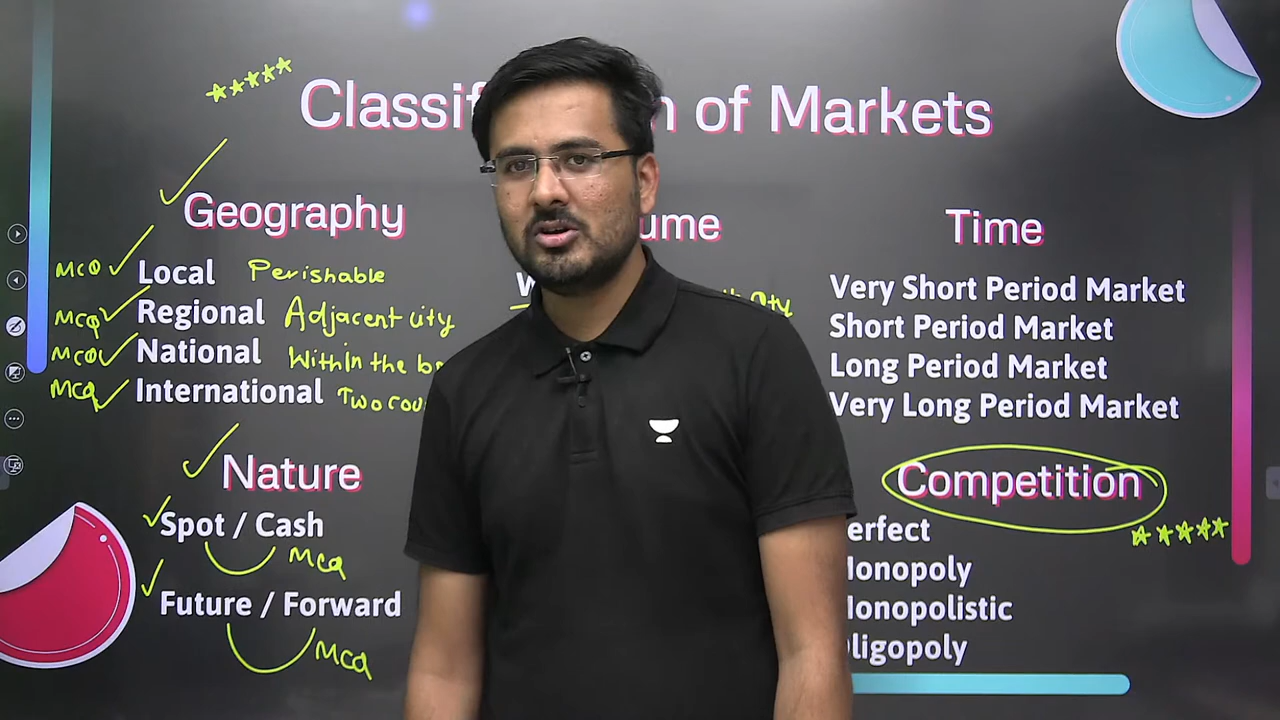 Classif n of Markets
Geography
MCQ Local Perishable
MCQ Regional Adjacent city
MCQ National Within the bo
MCQ International Two cou
Nature
Spot / Cash
MCQ
Future / Forward
MCQ
ume
W
Qty
Time
Very Short Period Market
Short Period Market
Long Period Market
Very Long Period Market
Competition
erfect
onopoly
onopolistic
ligopoly